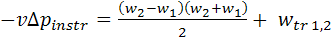 −vΔp_instr = (w_2−w_1)(w_2+w_1) / 2 + w_tr 1,2